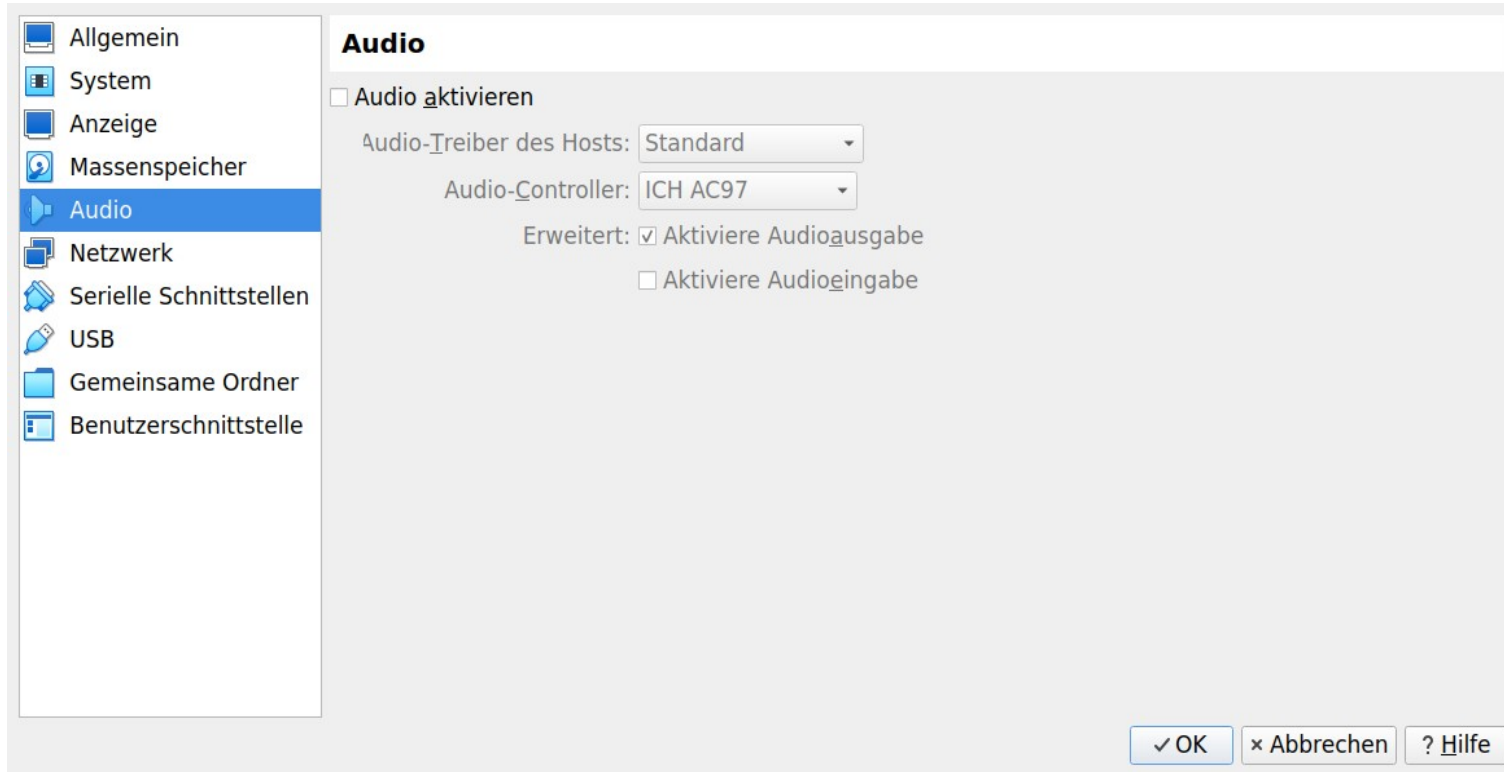 Allgemein
System
Anzeige
Massenspeicher
Audio
Netzwerk
Serielle Schnittstellen
USB
Gemeinsame Ordner
Benutzerschnittstelle
Audio
Audio aktivieren
Audio-Treiber des Hosts: Standard
Audio-Controller: ICH AC97
Erweitert: Aktiviere Audioausgabe
Aktiviere Audioeingabe
OK Abbrechen ? Hilfe